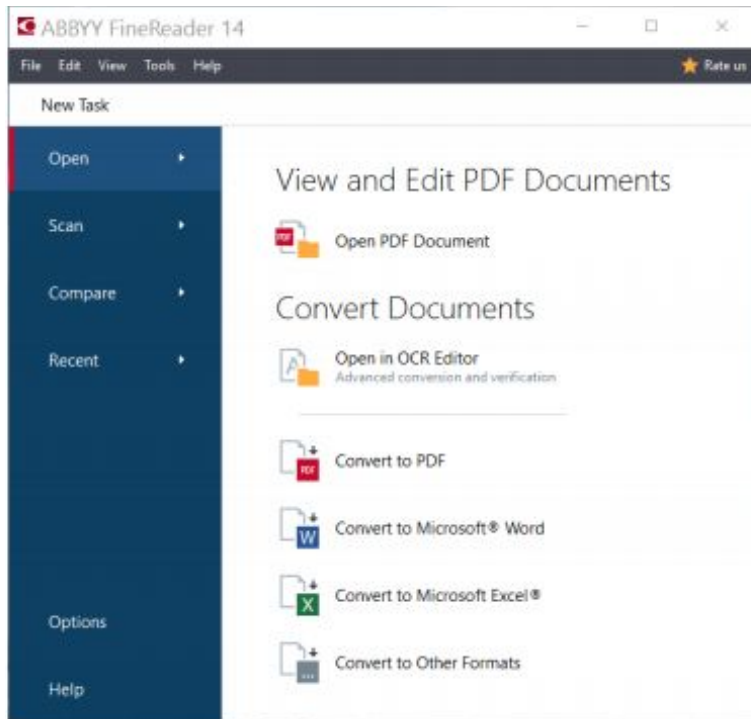 ABBYY FineReader 14
File Edit View Tools Help Rate us
New Task
Open
Scan
Compare
Recent
Options
Help
View and Edit PDF Documents
PDF
Open PDF Document
Convert Documents
A
Open in OCR Editor
Advanced conversion and verification
PDF
Convert to PDF
W
Convert to Microsoft® Word
X
Convert to Microsoft Excel®
...
Convert to Other Formats